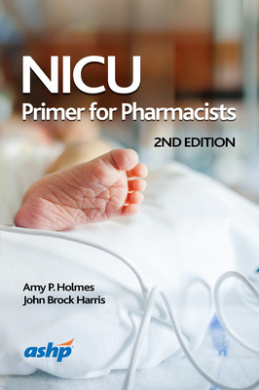 NICU
Primer for Pharmacists
2ND EDITION
Amy P. Holmes
John Brock Harris
ashp